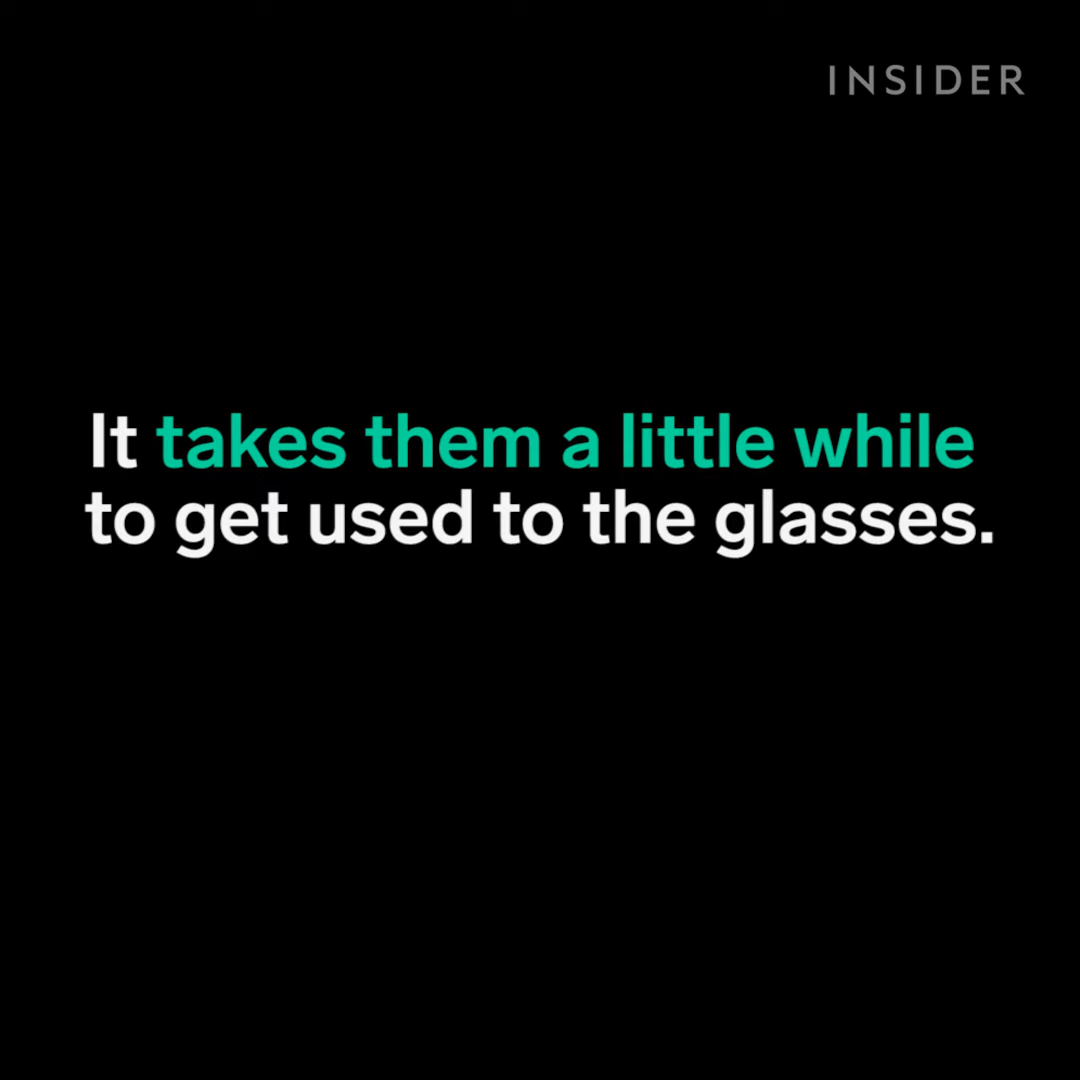 INSIDER
It takes them a little while
to get used to the glasses.